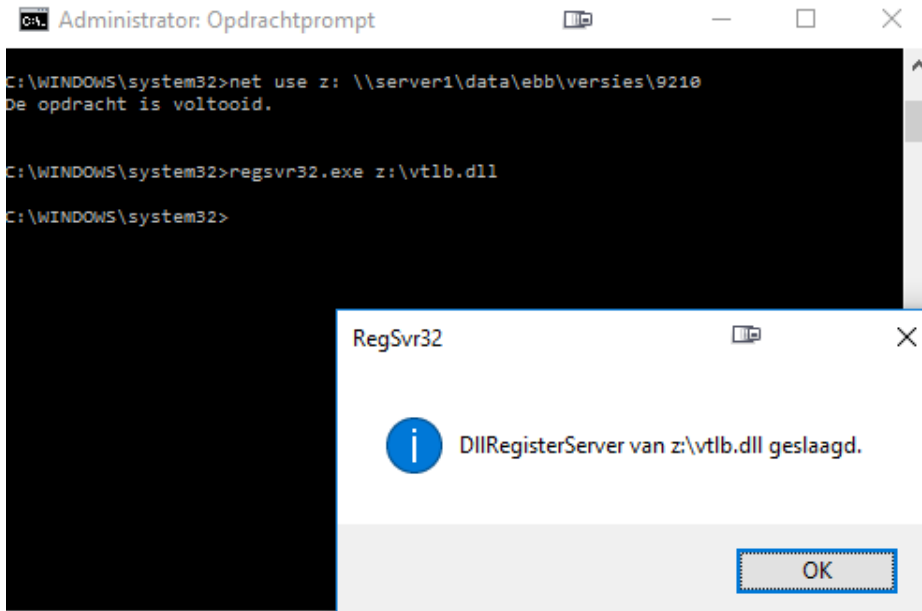 Administrator: Opdrachtprompt
C:\WINDOWS\system32>net use z: \\server1\data\ebb\versies\9210
De opdracht is voltooid.
C:\WINDOWS\system32>regsvr32.exe z:\vtlb.dll
C:\WINDOWS\system32>
RegSvr32
DllRegisterServer van z:\vtlb.dll geslaagd.
OK